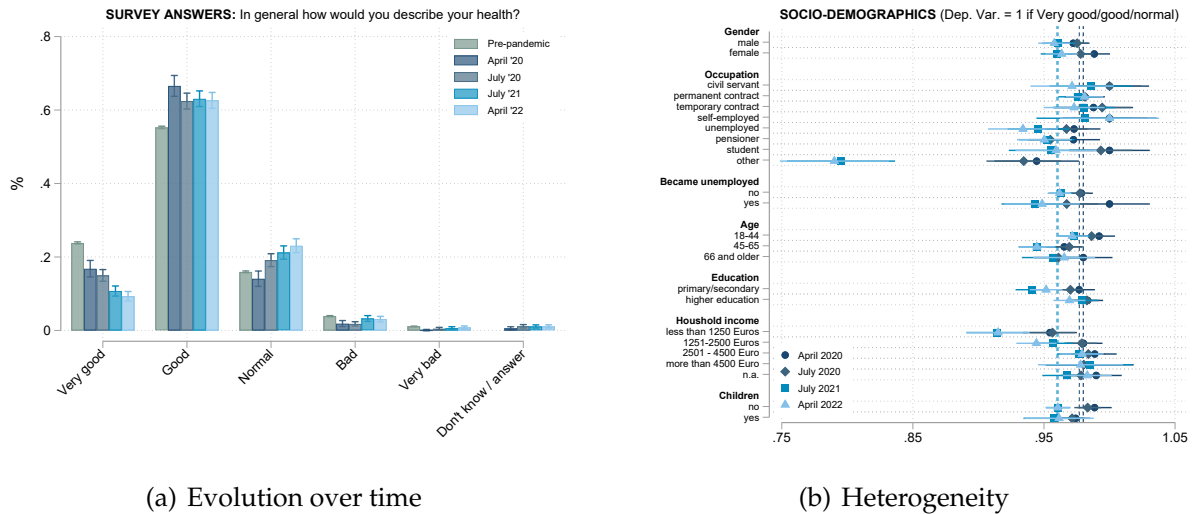 SURVEY ANSWERS: In general how would you describe your health?
.8
.6
.4
.2
0
%
Pre-pandemic
April '20
July '20
July '21
April '22
Very good
Good
Normal
Bad
Very bad
Don't know / answer
(a) Evolution over time
SOCIO-DEMOGRAPHICS (Dep. Var. = 1 if Very good/good/normal)
Gender
male
female
Occupation
civil servant
permanent contract
temporary contract
self-employed
unemployed
pensioner
student
other
Became unemployed
no
yes
Age
18-44
45-65
66 and older
Education
primary/secondary
higher education
Houshold income
less than 1250 Euros
1251-2500 Euros
2501 - 4500 Euro
more than 4500 Euro
n.a.
Children
no
yes
April 2020
July 2020
July 2021
April 2022
.75
.85
.95
1.05
(b) Heterogeneity